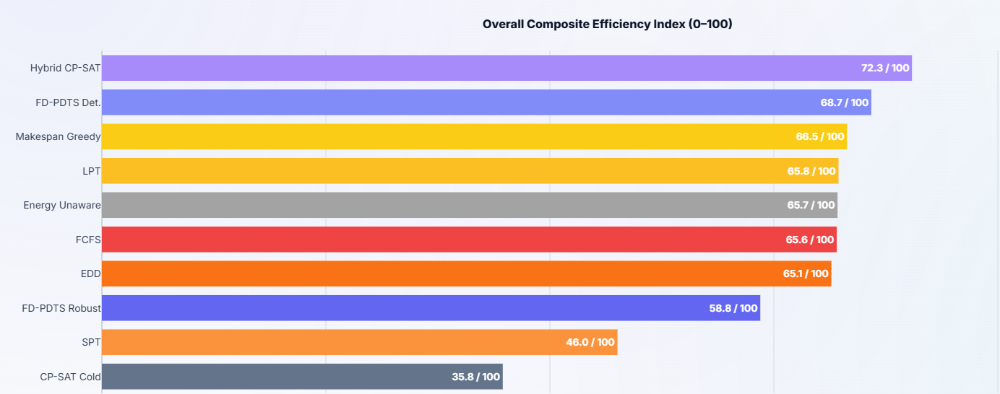 Overall Composite Efficiency Index (0–100)
Hybrid CP-SAT 72.3 / 100
FD-PDTS Det. 68.7 / 100
Makespan Greedy 66.5 / 100
LPT 65.8 / 100
Energy Unaware 65.7 / 100
FCFS 65.6 / 100
EDD 65.1 / 100
FD-PDTS Robust 58.8 / 100
SPT 46.0 / 100
CP-SAT Cold 35.8 / 100